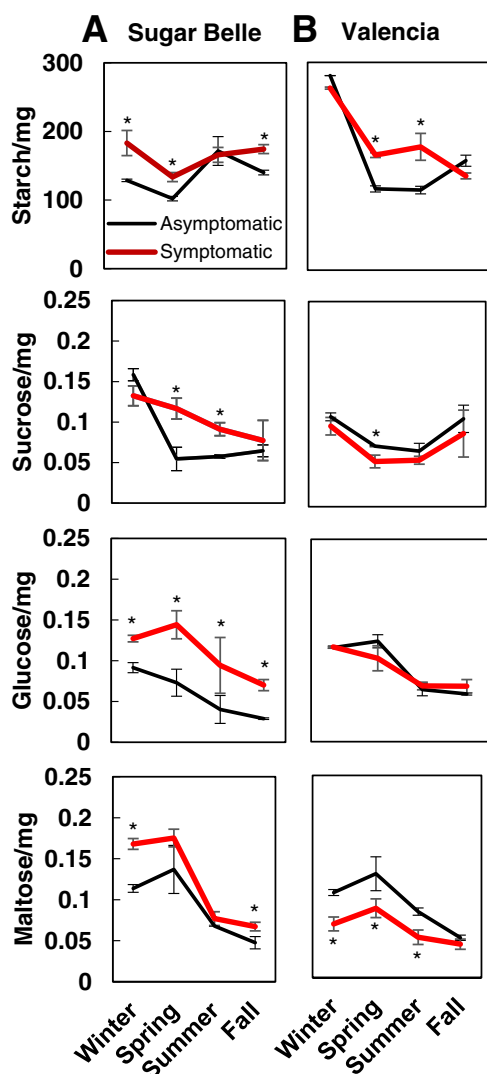 A Sugar Belle B Valencia
Starch/mg
300
200
100
0
* * *
* *
Asymptomatic
Symptomatic
Sucrose/mg
0.25
0.2
0.15
0.1
0.05
0
* *
*
Glucose/mg
0.25
0.2
0.15
0.1
0.05
0
* * * *
Maltose/mg
0.25
0.2
0.15
0.1
0.05
0
* *
* * *
Winter Spring Summer Fall
Winter Spring Summer Fall